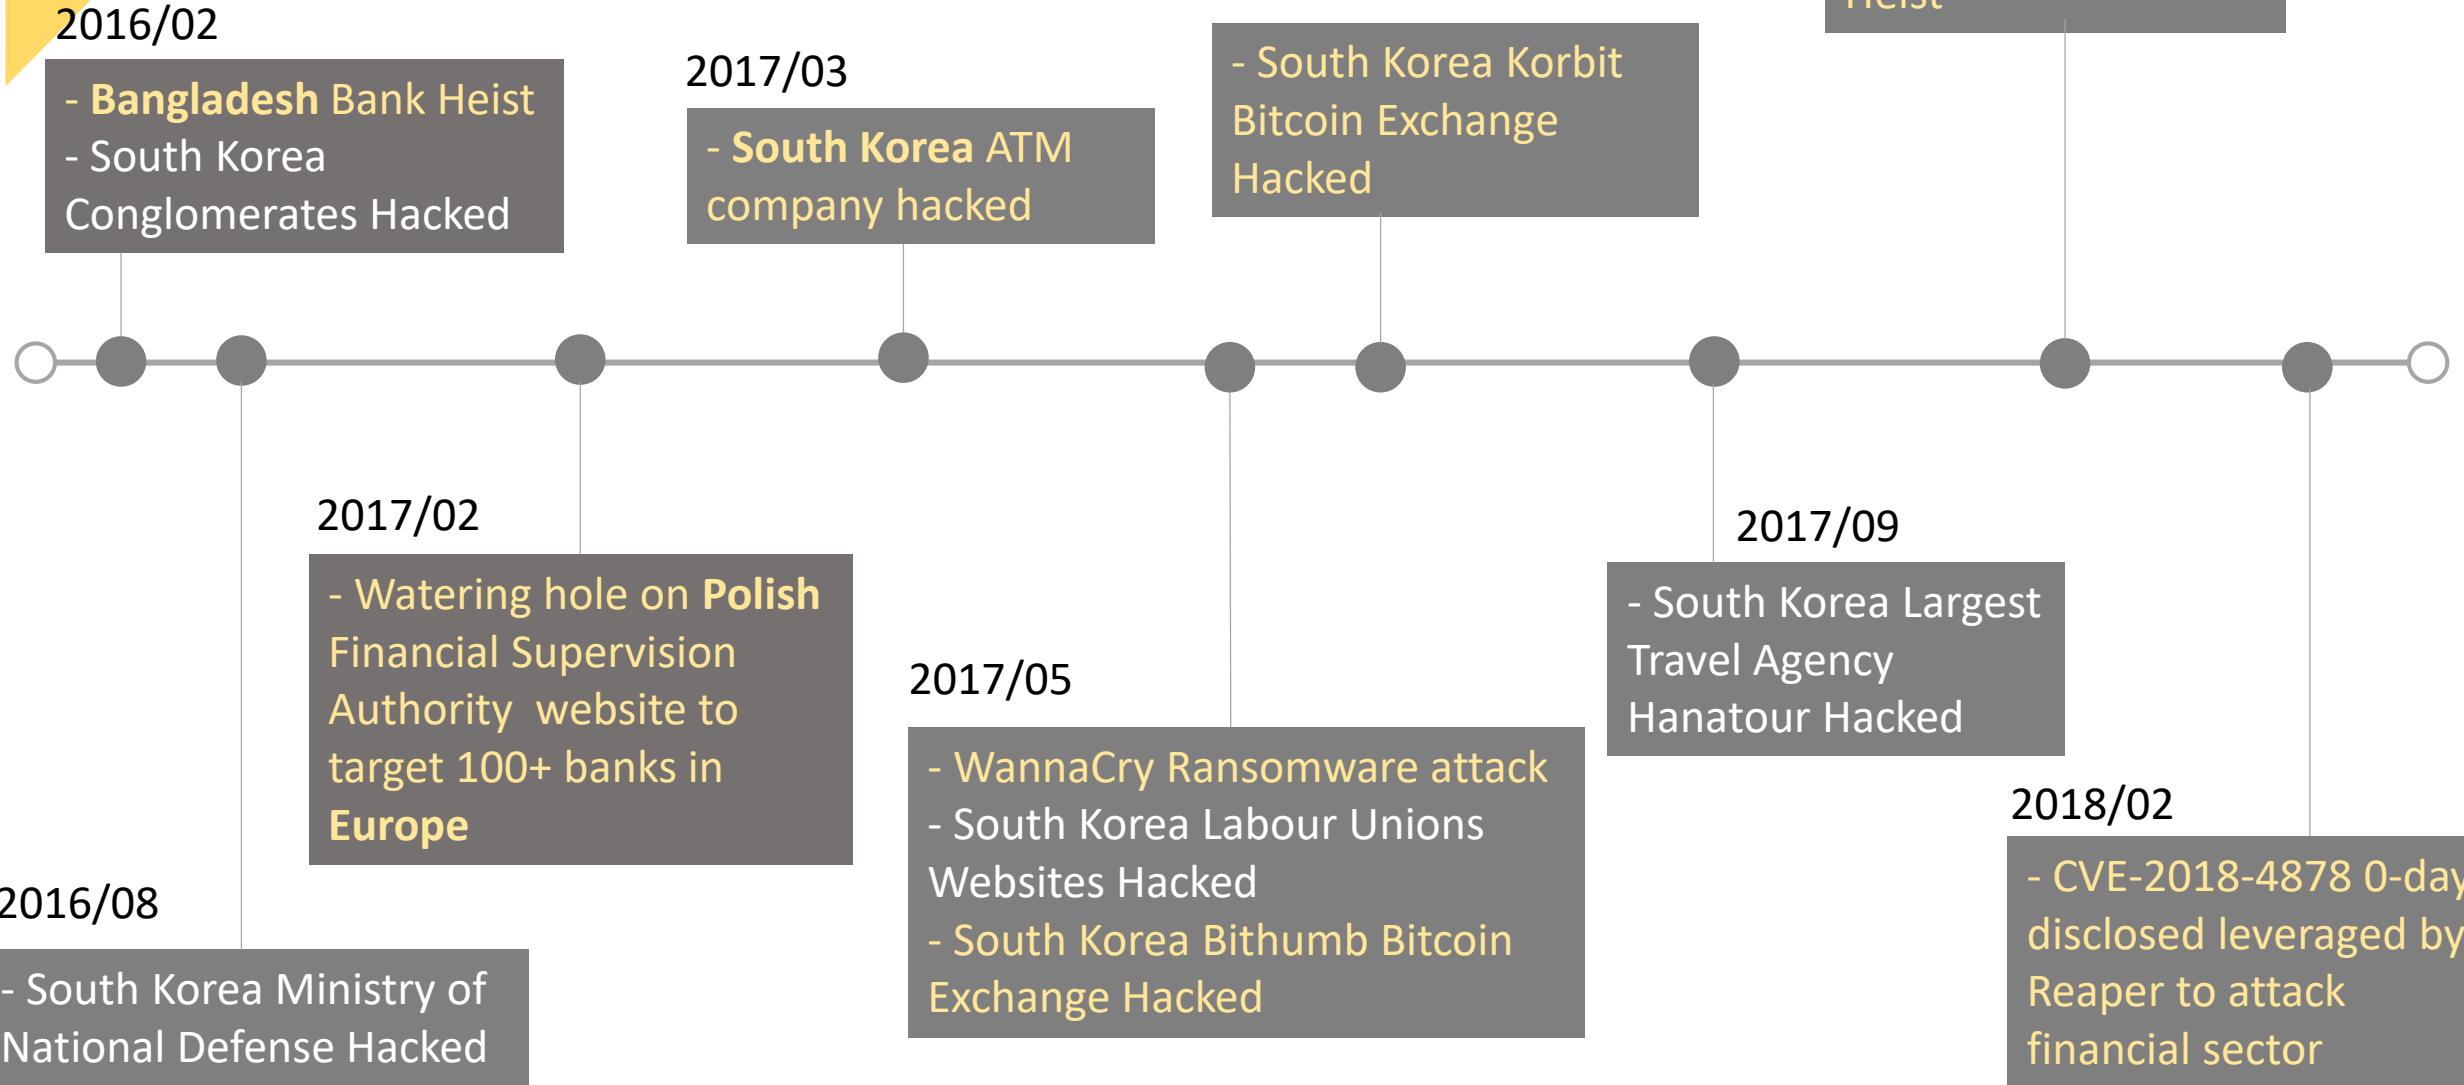 2016/02
- Bangladesh Bank Heist
- South Korea
Conglomerates Hacked
2017/03
- South Korea ATM
company hacked
- South Korea Korbit
Bitcoin Exchange
Hacked
Heist
2017/02
- Watering hole on Polish
Financial Supervision
Authority website to
target 100+ banks in
Europe
2017/09
- South Korea Largest
Travel Agency
Hanatour Hacked
2017/05
- WannaCry Ransomware attack
- South Korea Labour Unions
Websites Hacked
- South Korea Bithumb Bitcoin
Exchange Hacked
2018/02
- CVE-2018-4878 0-day
disclosed leveraged by
Reaper to attack
financial sector
2016/08
- South Korea Ministry of
National Defense Hacked